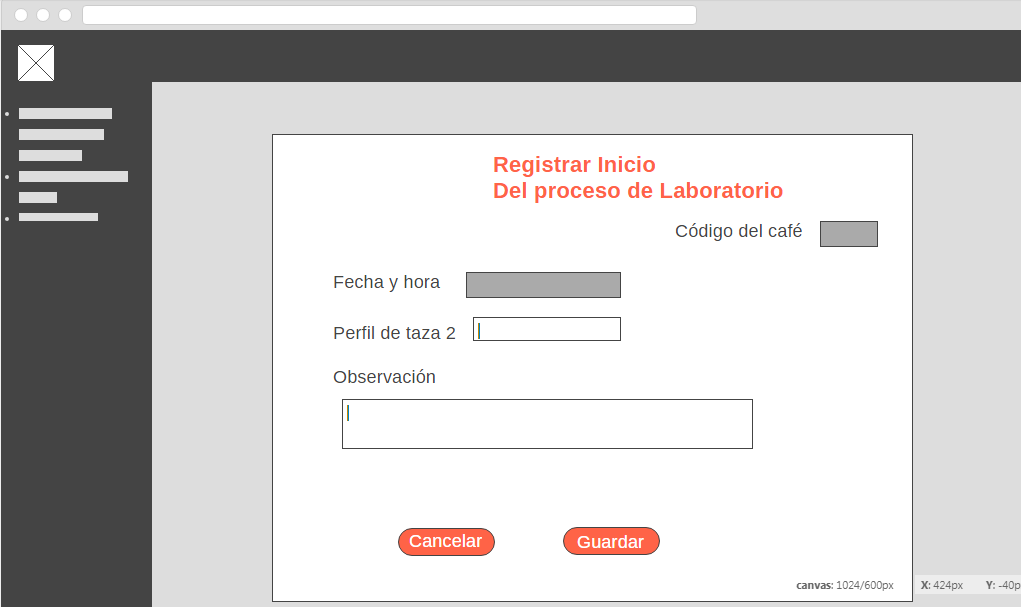 Registrar Inicio
Del proceso de Laboratorio
Código del café
Fecha y hora
Perfil de taza 2
Observación
Cancelar
Guardar
canvas: 1024/600px
X: 424px
Y: -40p